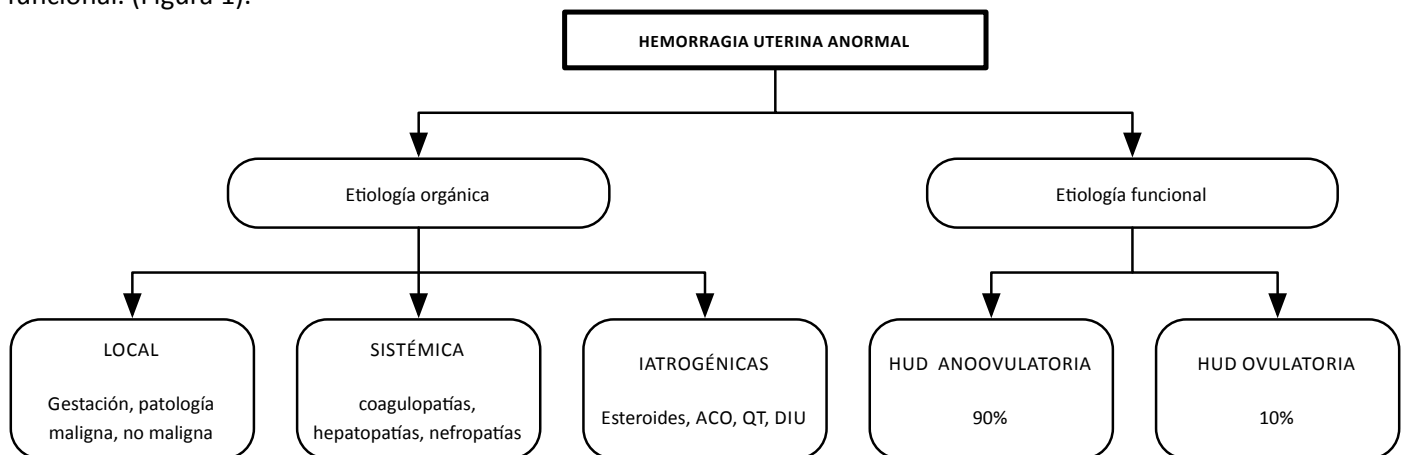 funcional. (Figura 1).
HEMORRAGIA UTERINA ANORMAL
Etiología orgánica
Etiología funcional
LOCAL
Gestación, patología
maligna, no maligna
SISTÉMICA
coagulopatías,
hepatopatías, nefropatías
IATROGÉNICAS
Esteroides, ACO, QT, DIU
HUD ANOOVULATORIA
90%
HUD OVULATORIA
10%